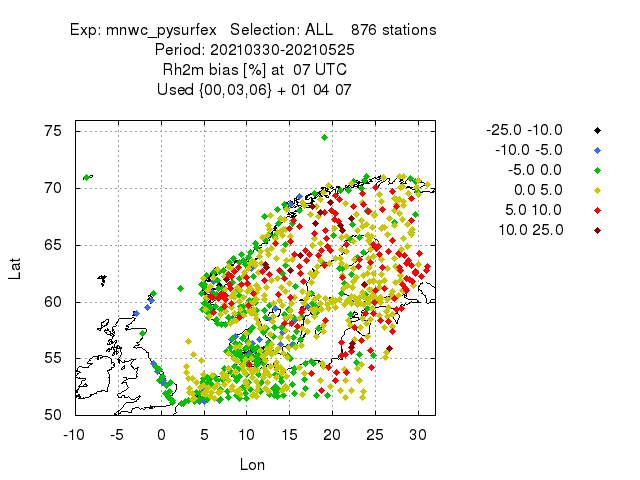 Exp: mnwc_pysurfex   Selection: ALL    876 stations
Period: 20210330-20210525
Rh2m bias [%] at  07 UTC
Used {00,03,06} + 01 04 07
-25.0 -10.0
-10.0 -5.0
-5.0 0.0
0.0 5.0
5.0 10.0
10.0 25.0
Lat
75
70
65
60
55
50
-10 -5 0 5 10 15 20 25 30
Lon